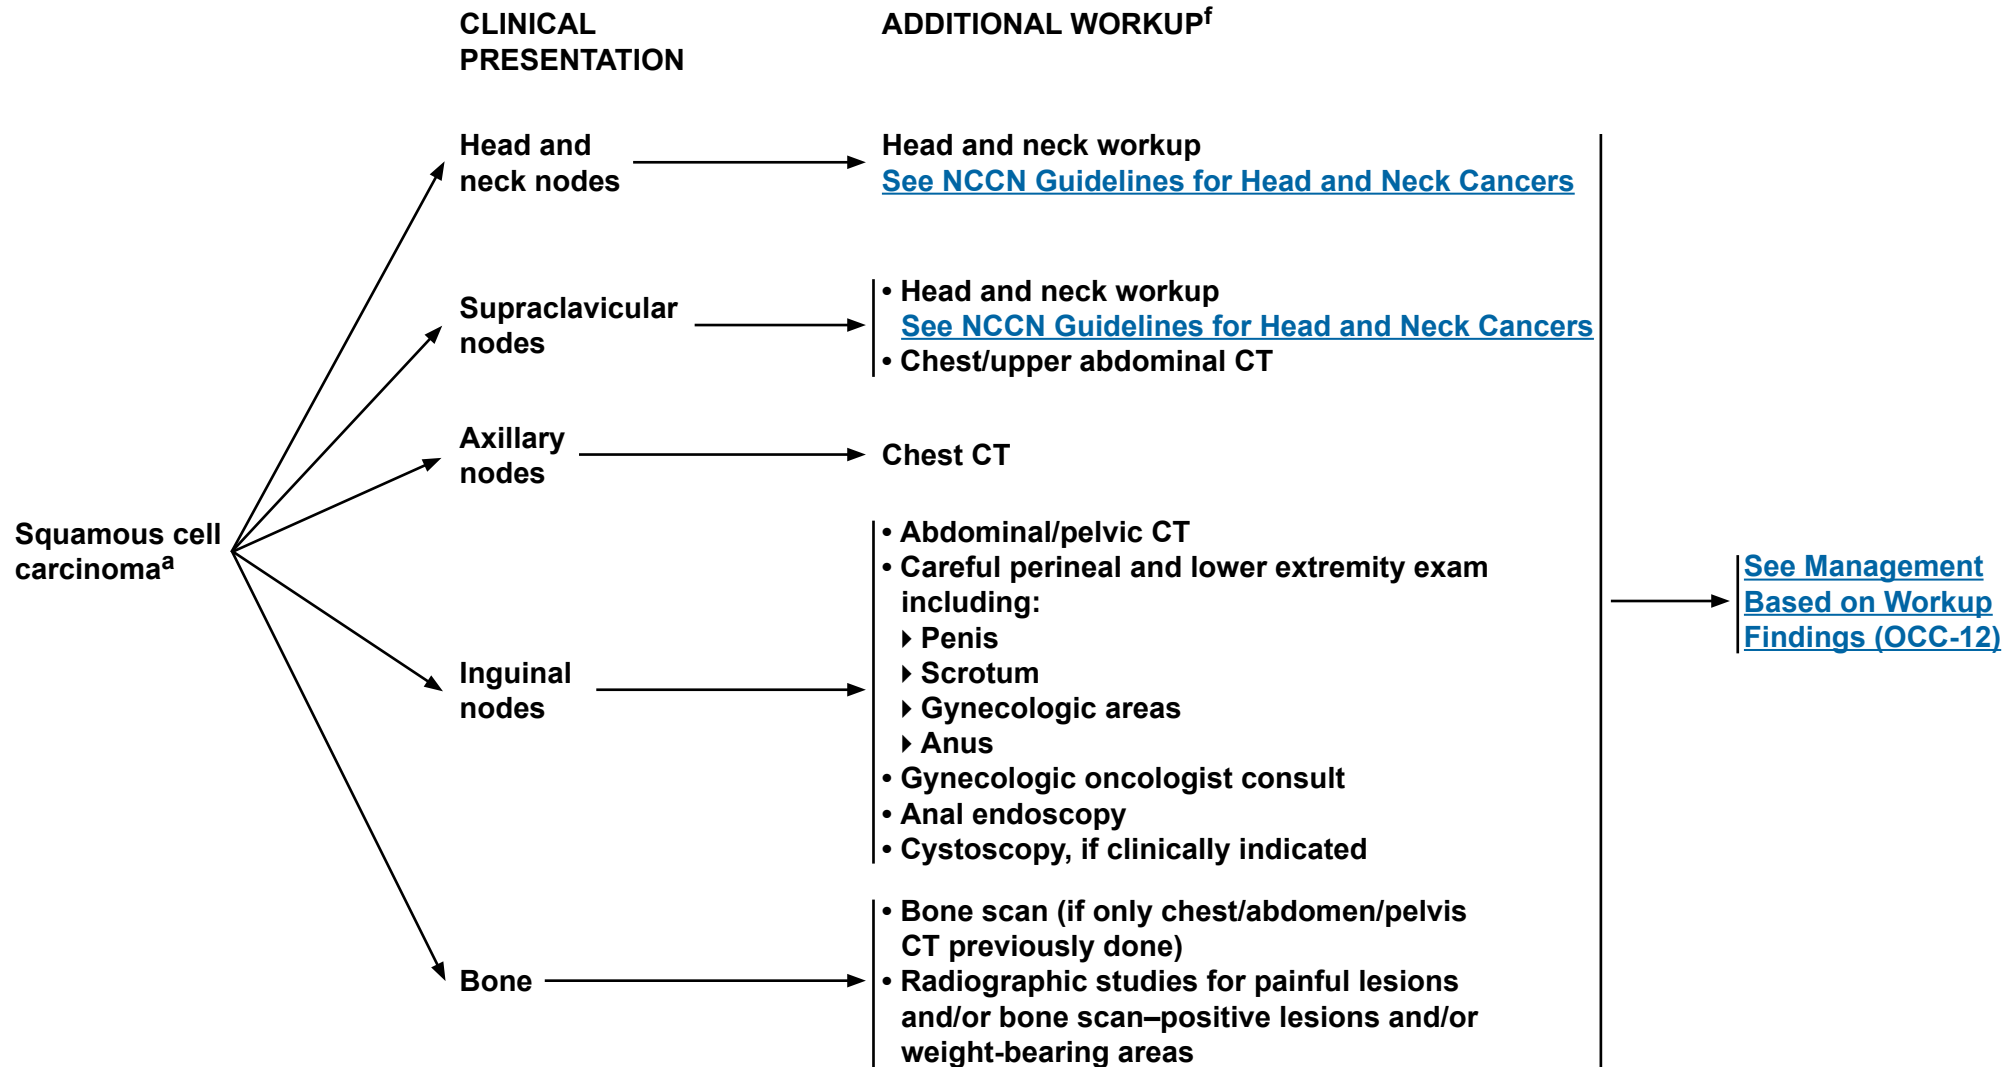 CLINICAL
PRESENTATION
ADDITIONAL WORKUPf
Squamous cell
carcinomaa
Head and
neck nodes
Head and neck workup
See NCCN Guidelines for Head and Neck Cancers
Supraclavicular
nodes
• Head and neck workup
See NCCN Guidelines for Head and Neck Cancers
• Chest/upper abdominal CT
Axillary
nodes
Chest CT
Inguinal
nodes
• Abdominal/pelvic CT
• Careful perineal and lower extremity exam
including:
▸ Penis
▸ Scrotum
▸ Gynecologic areas
▸ Anus
• Gynecologic oncologist consult
• Anal endoscopy
• Cystoscopy, if clinically indicated
Bone
• Bone scan (if only chest/abdomen/pelvis
CT previously done)
• Radiographic studies for painful lesions
and/or bone scan–positive lesions and/or
weight-bearing areas
See Management
Based on Workup
Findings (OCC-12)